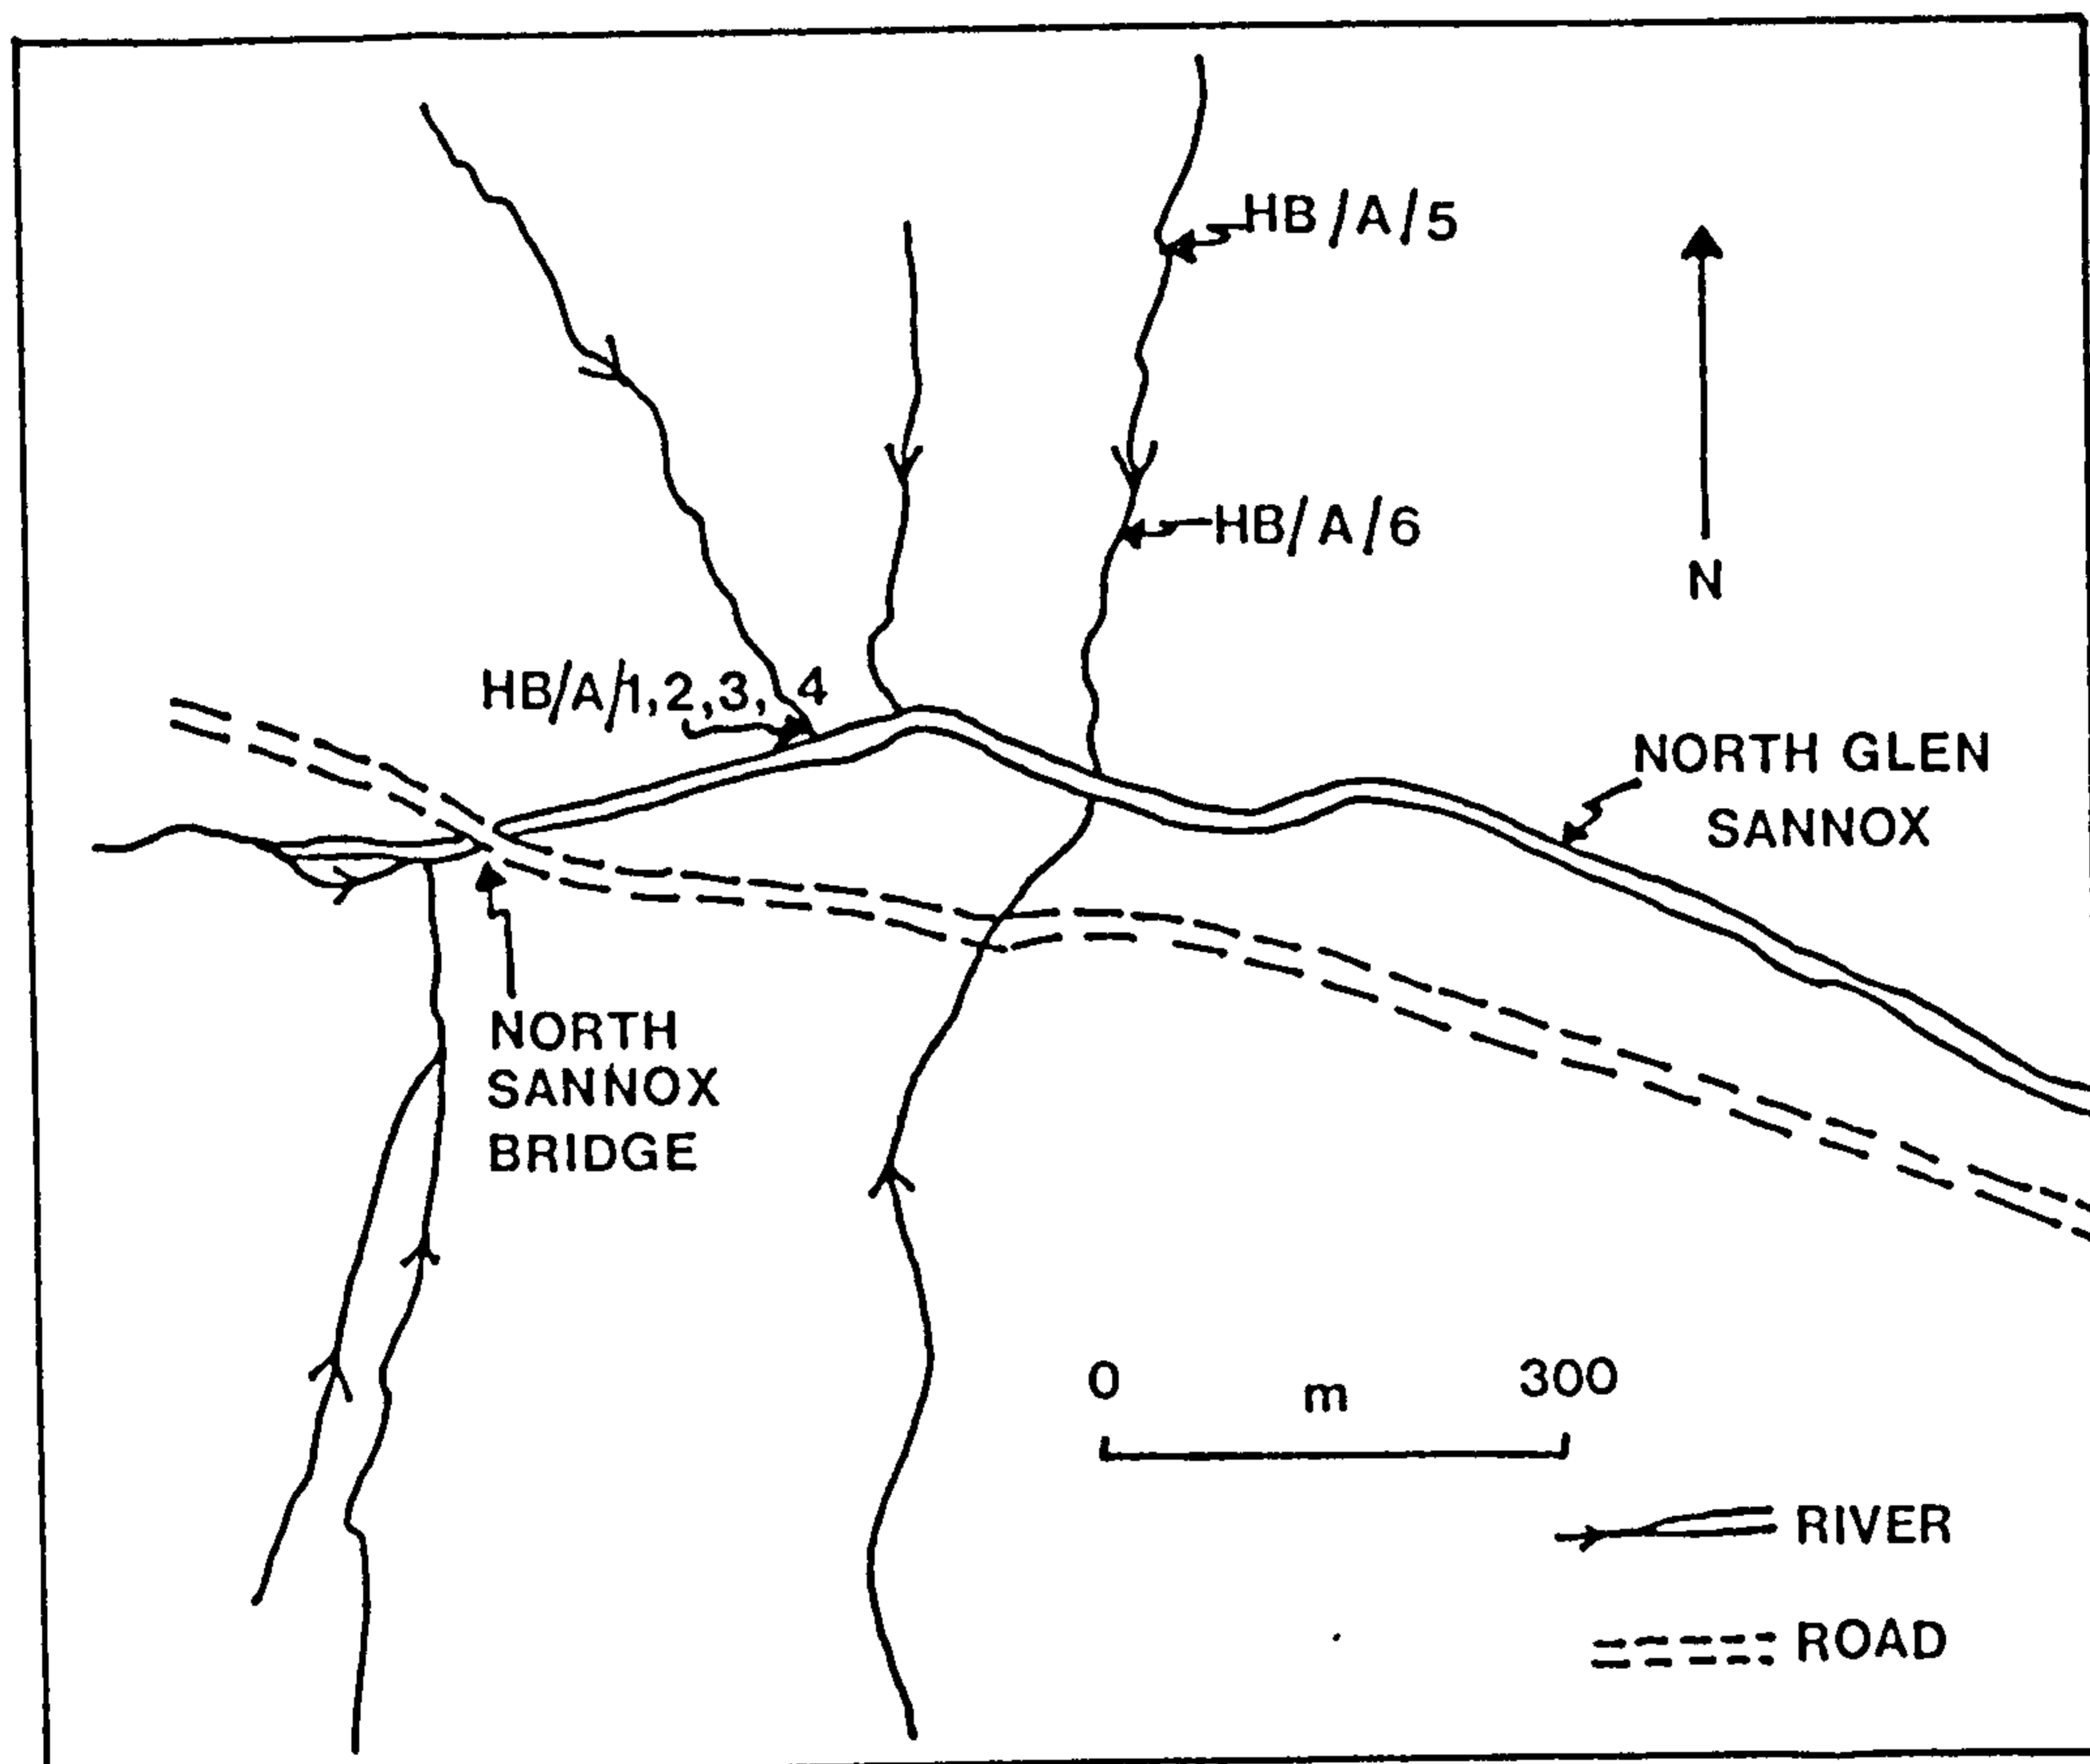 HB/A/5
HB/A/6
N
HB/A/1,2,3,4
NORTH GLEN
SANNOX
NORTH
SANNOX
BRIDGE
0 m 300
RIVER
ROAD